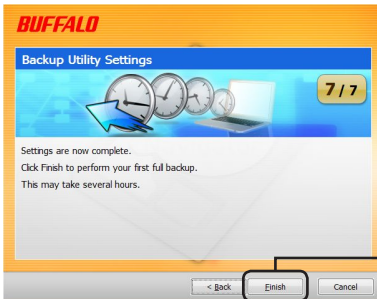 BUFFALO
Backup Utility Settings
7/7
Settings are now complete.
Click Finish to perform your first full backup.
This may take several hours.
< Back
Finish
Cancel